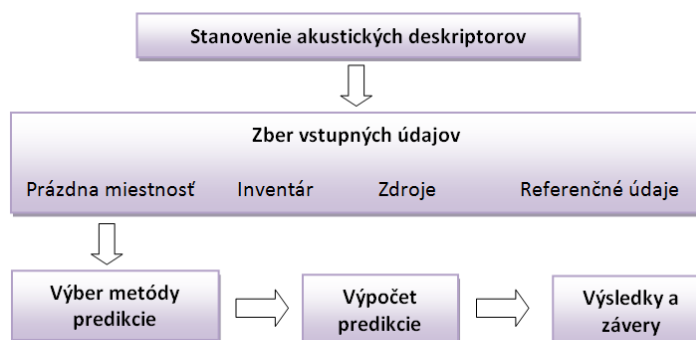 Stanovenie akustických deskriptorov
Zber vstupných údajov
Prázdna miestnosť Inventár Zdroje Referenčné údaje
Výber metódy
predikcie
Výpočet
predikcie
Výsledky a
závery